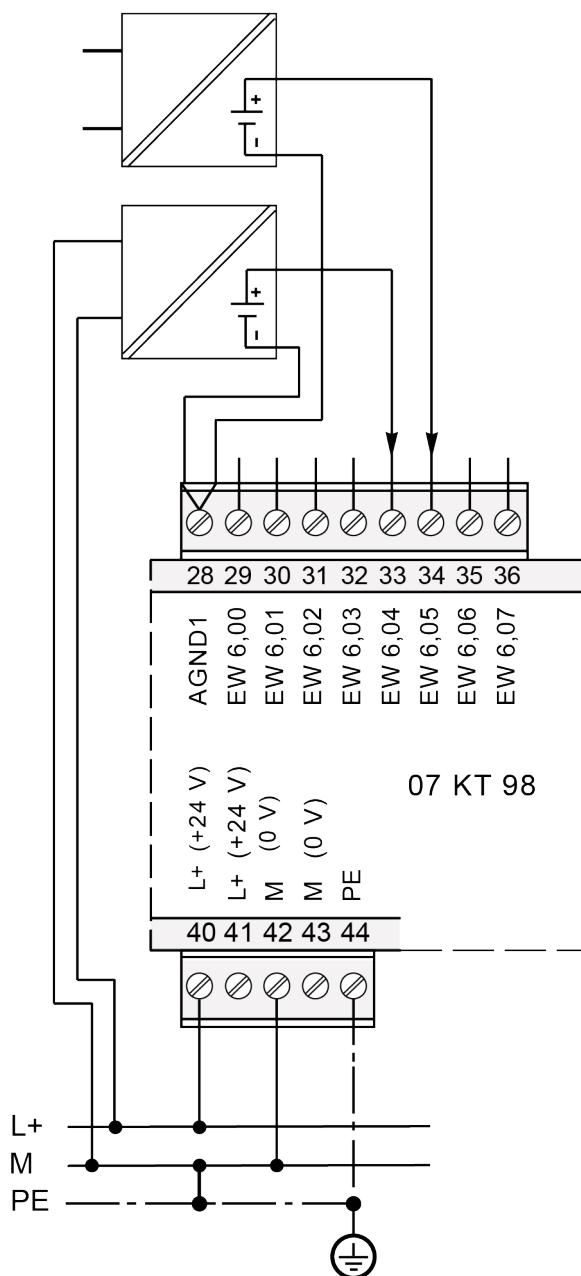 +
-
+
-
28 29 30 31 32 33 34 35 36
AGND1
EW 6,00
EW 6,01
EW 6,02
EW 6,03
EW 6,04
EW 6,05
EW 6,06
EW 6,07
07 KT 98
L+ (+24 V)
L+ (+24 V)
M (0 V)
M (0 V)
PE
40 41 42 43 44
L+
M
PE